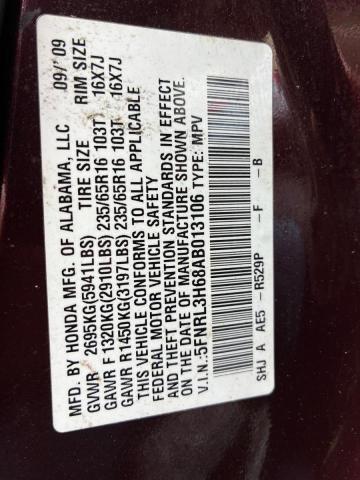 MFD. BY HONDA MFG. OF ALABAMA, LLC 09/'09
GVWR 2695KG(5941LBS) TIRE SIZE RIM SIZE
GAWR F 1320KG(2910LBS) 235/65R16 103T 16X7J
GAWR R1450KG(3197LBS) 235/65R16 103T 16X7J
THIS VEHICLE CONFORMS TO ALL APPLICABLE
FEDERAL MOTOR VEHICLE SAFETY
AND THEFT PREVENTION STANDARDS IN EFFECT
ON THE DATE OF MANUFACTURE SHOWN ABOVE.
V.I.N.:5FNRL3H68AB013106 TYPE: MPV
SHJ A AE5 -R529P -F -B